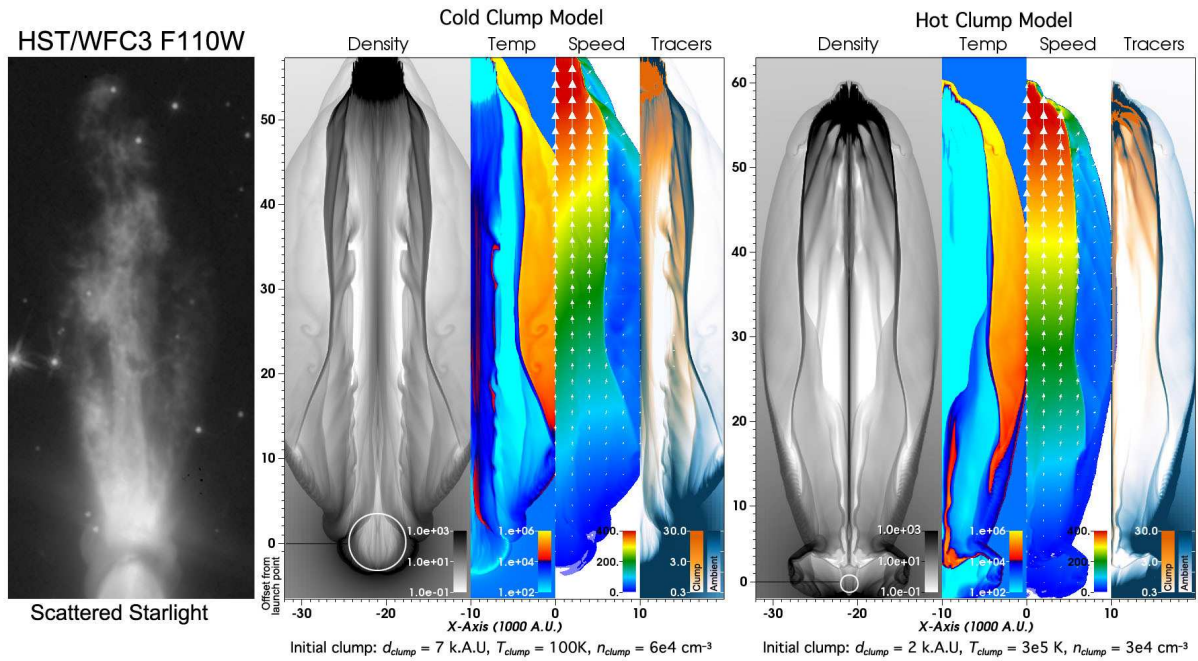 HST/WFC3 F110W
Scattered Starlight
Cold Clump Model
Density Temp Speed Tracers
50
40
30
20
10
0
Offset from
launch point
1.0e+03
1.0e+01
1.0e-01
1.e+06
1.e+04
1.e+02
400.
200.
0.
30.0
3.0
0.3
Clump
Ambient
-30 -20 -10 0 10
X-Axis (1000 A.U.)
Initial clump: d_clump = 7 k.A.U, T_clump = 100K, n_clump = 6e4 cm⁻³
Hot Clump Model
Density Temp Speed Tracers
60
50
40
30
20
10
0
1.0e+03
1.0e+01
1.0e-01
1.e+06
1.e+04
1.e+02
400.
200.
0.
30.0
3.0
0.3
Clump
Ambient
-30 -20 -10 0 10
X-Axis (1000 A.U.)
Initial clump: d_clump = 2 k.A.U, T_clump = 3e5 K, n_clump = 3e4 cm⁻³